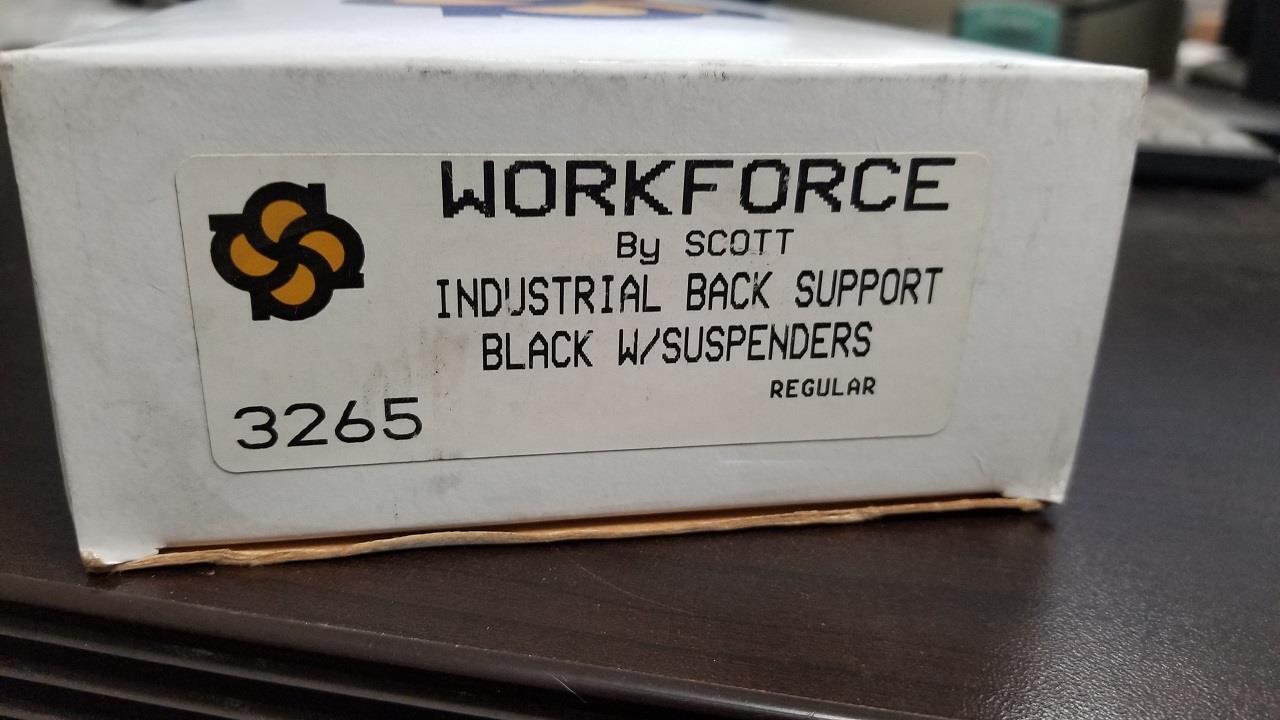 WORKFORCE
By SCOTT
INDUSTRIAL BACK SUPPORT
BLACK W/SUSPENDERS
REGULAR
3265